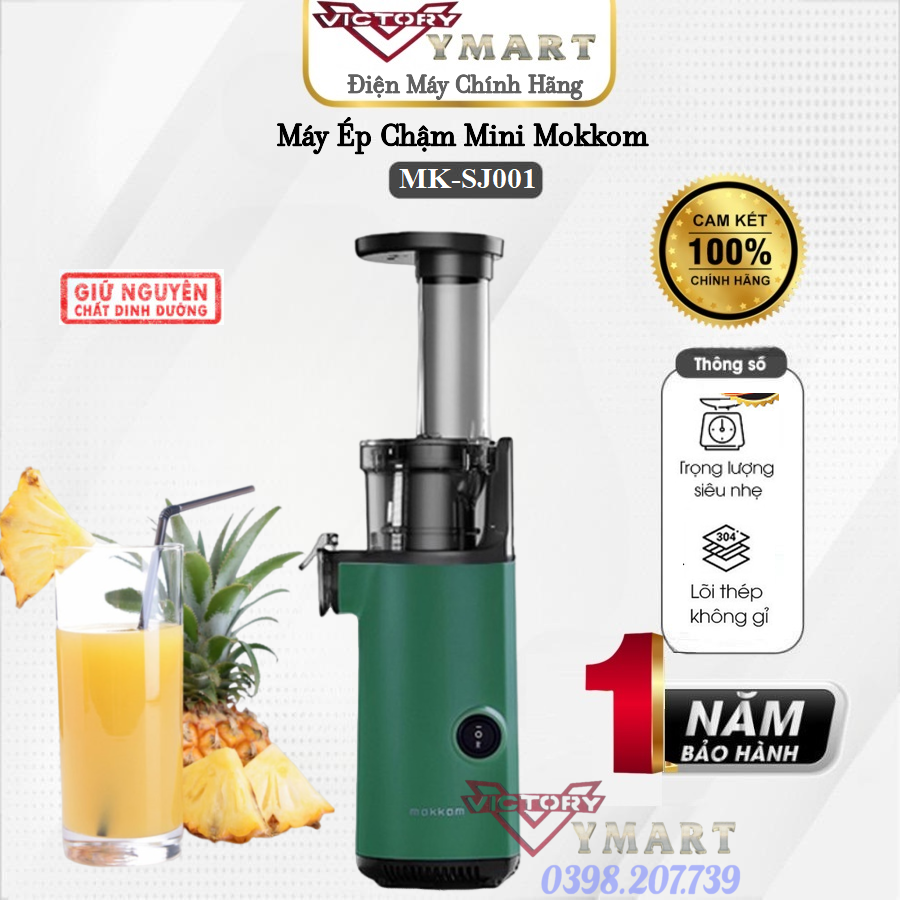 VICTORY
YMART
Điện Máy Chính Hãng
Máy Ép Chậm Mini Mokkom
MK-SJ001
CAM KẾT
100%
CHÍNH HÃNG
GIỮ NGUYÊN
CHẤT DINH DƯỠNG
Thông số
Trọng lượng
siêu nhẹ
304
Lõi thép
không gỉ
1 NĂM
BẢO HÀNH
mokkom
VICTORY
YMART
0398.207.739